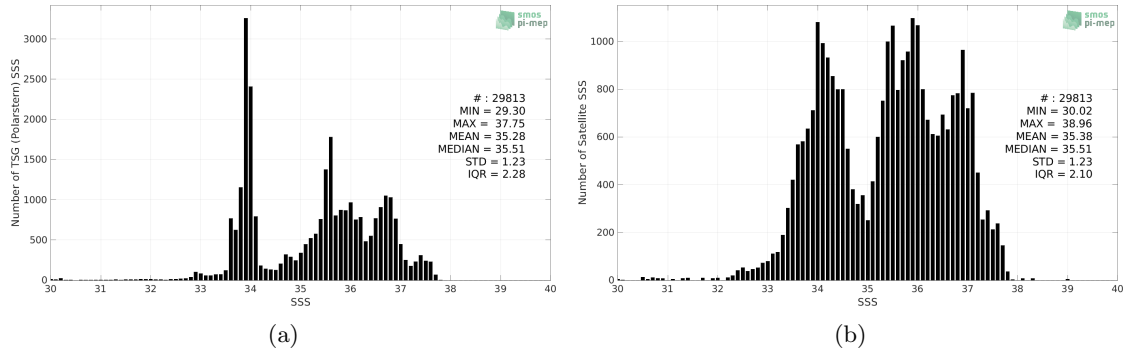 smos
pi-mep
Number of TSG (Polarstern) SSS
3000
2500
2000
1500
1000
500
0
# : 29813
MIN = 29.30
MAX = 37.75
MEAN = 35.28
MEDIAN = 35.51
STD = 1.23
IQR = 2.28
30 31 32 33 34 35 36 37 38 39 40
SSS
(a)
smos
pi-mep
Number of Satellite SSS
1000
800
600
400
200
0
# : 29813
MIN = 30.02
MAX = 38.96
MEAN = 35.38
MEDIAN = 35.51
STD = 1.23
IQR = 2.10
30 31 32 33 34 35 36 37 38 39 40
SSS
(b)